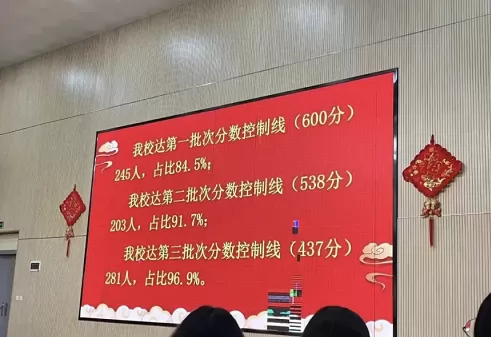 我校达第一批次分数控制线（600分）
245人，占比84.5%；
我校达第二批次分数控制线（538分）
203人，占比91.7%；
我校达第三批次分数控制线（437分）
281人，占比96.9%。